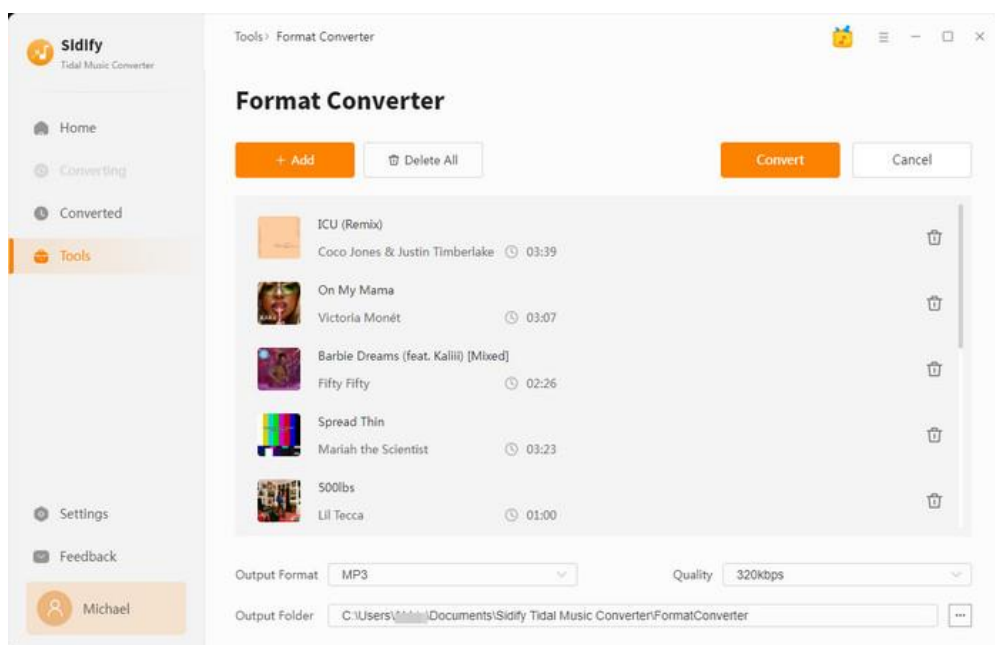 Sidify
Tidal Music Converter
Home
Converting
Converted
Tools
Settings
Feedback
Michael
Tools› Format Converter
Format Converter
+ Add
Delete All
Convert
Cancel
ICU (Remix)
Coco Jones & Justin Timberlake 03:39
On My Mama
Victoria Monét 03:07
Barbie Dreams (feat. Kaliii) [Mixed]
Fifty Fifty 02:26
Spread Thin
Mariah the Scientist 03:23
500lbs
Lil Tecca 01:00
Output Format MP3
Quality 320kbps
Output Folder C:\Users\ \Documents\Sidify Tidal Music Converter\FormatConverter
...